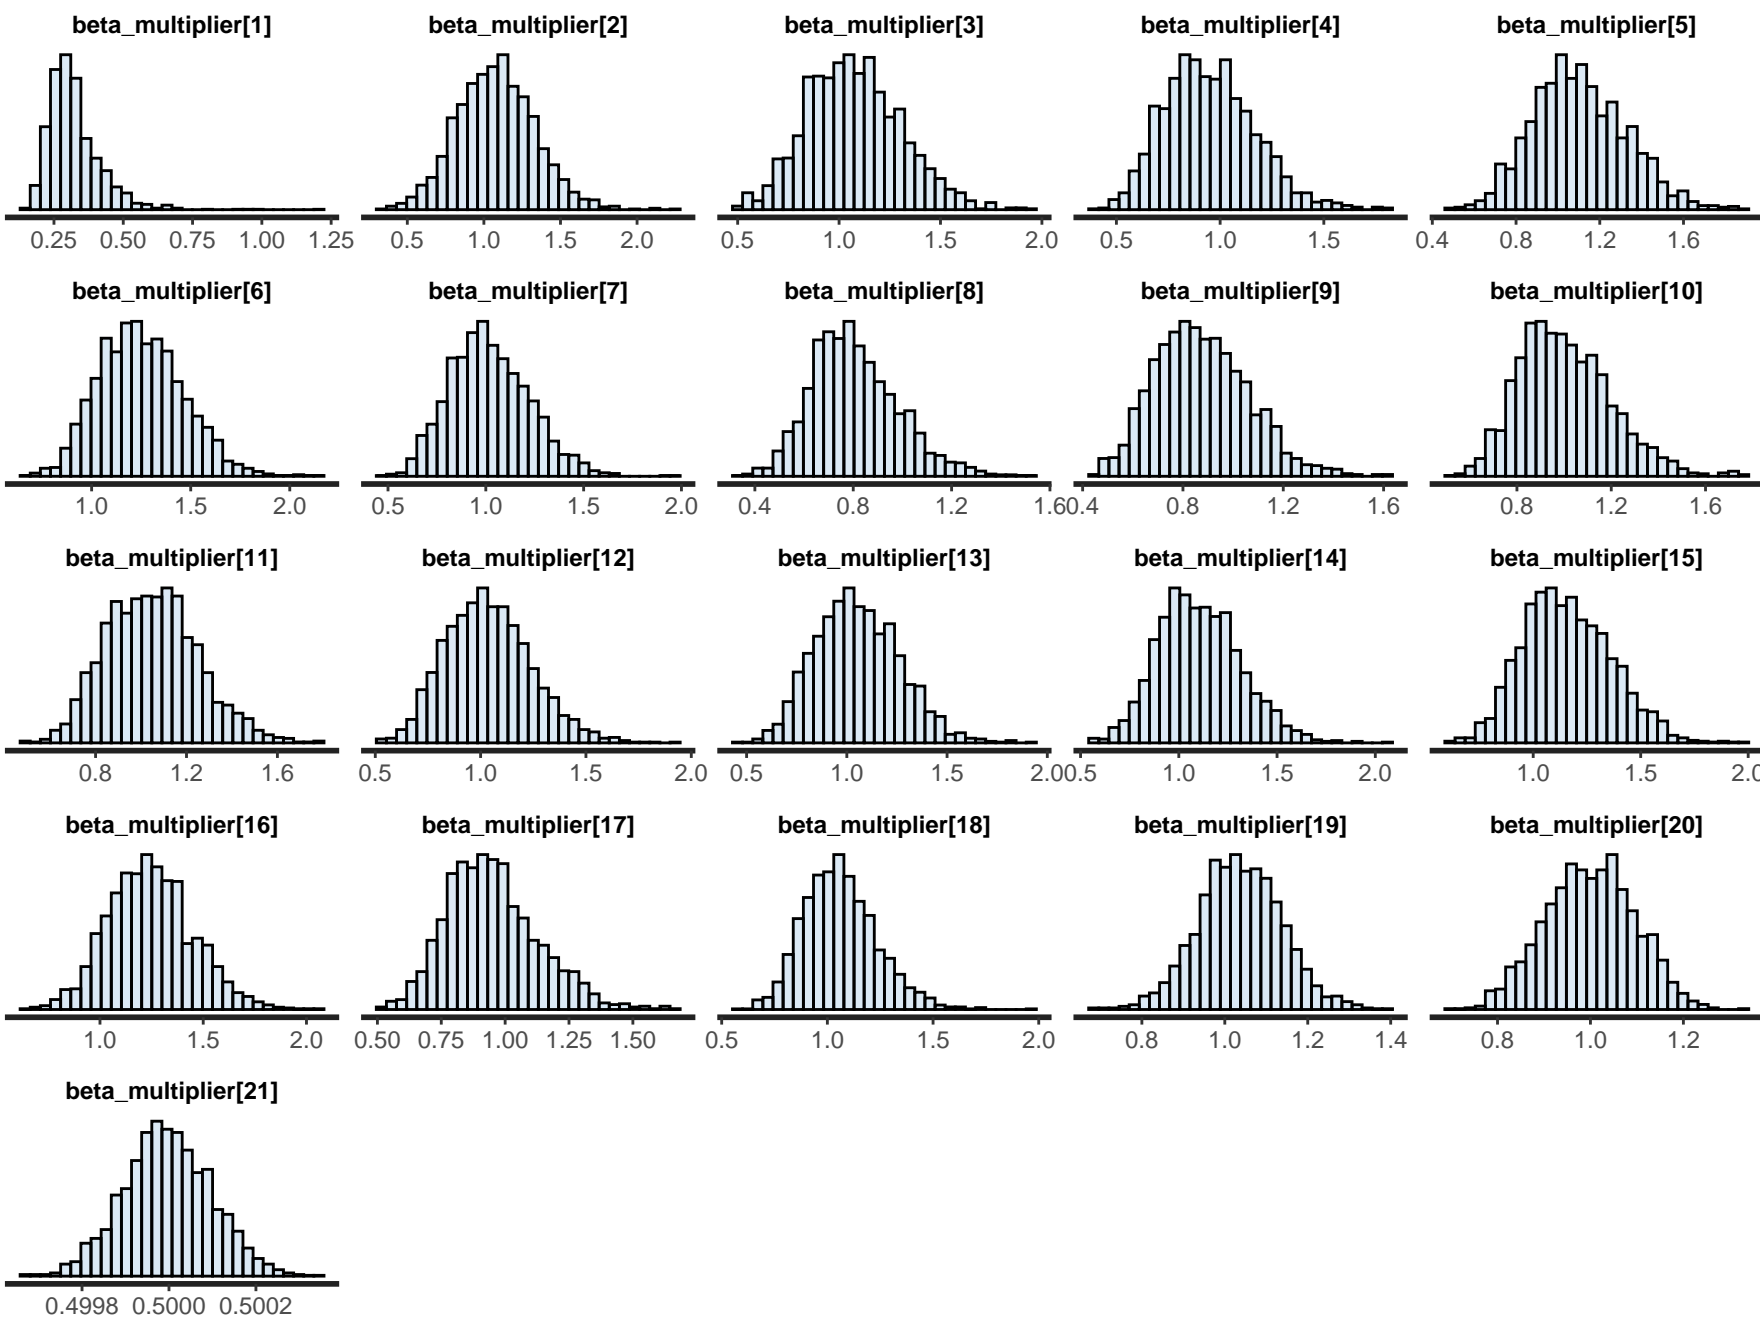 beta_multiplier[1] beta_multiplier[2] beta_multiplier[3] beta_multiplier[4] beta_multiplier[5]
0.25 0.50 0.75 1.00 1.25 0.5 1.0 1.5 2.0 0.5 1.0 1.5 2.0 0.5 1.0 1.5 0.4 0.8 1.2 1.6
beta_multiplier[6] beta_multiplier[7] beta_multiplier[8] beta_multiplier[9] beta_multiplier[10]
1.0 1.5 2.0 0.5 1.0 1.5 2.0 0.4 0.8 1.2 1.6 0.4 0.8 1.2 1.6 0.8 1.2 1.6
beta_multiplier[11] beta_multiplier[12] beta_multiplier[13] beta_multiplier[14] beta_multiplier[15]
0.8 1.2 1.6 0.5 1.0 1.5 2.0 0.5 1.0 1.5 2.0 0.5 1.0 1.5 2.0 1.0 1.5 2.0
beta_multiplier[16] beta_multiplier[17] beta_multiplier[18] beta_multiplier[19] beta_multiplier[20]
1.0 1.5 2.0 0.50 0.75 1.00 1.25 1.50 0.5 1.0 1.5 2.0 0.8 1.0 1.2 1.4 0.8 1.0 1.2
beta_multiplier[21]
0.4998 0.5000 0.5002